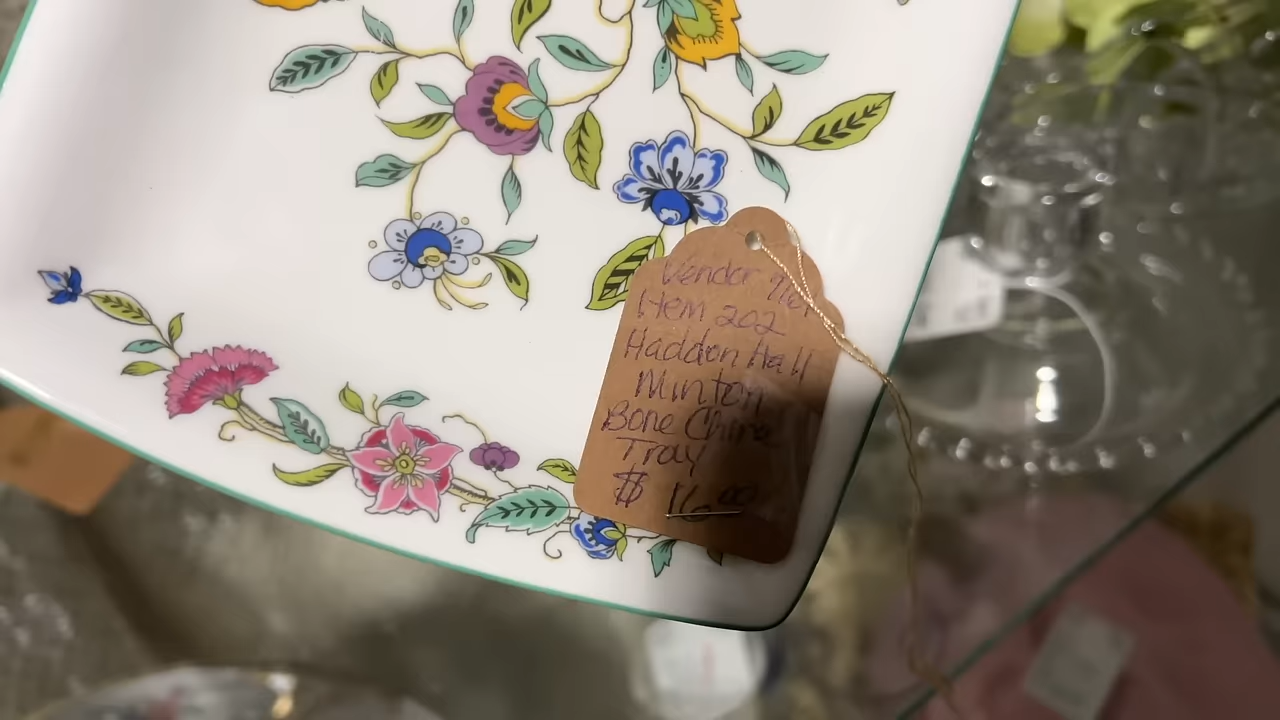 Vendor
Item 202
Haddon Hall
Minton
Bone China
Tray
$ 16.00